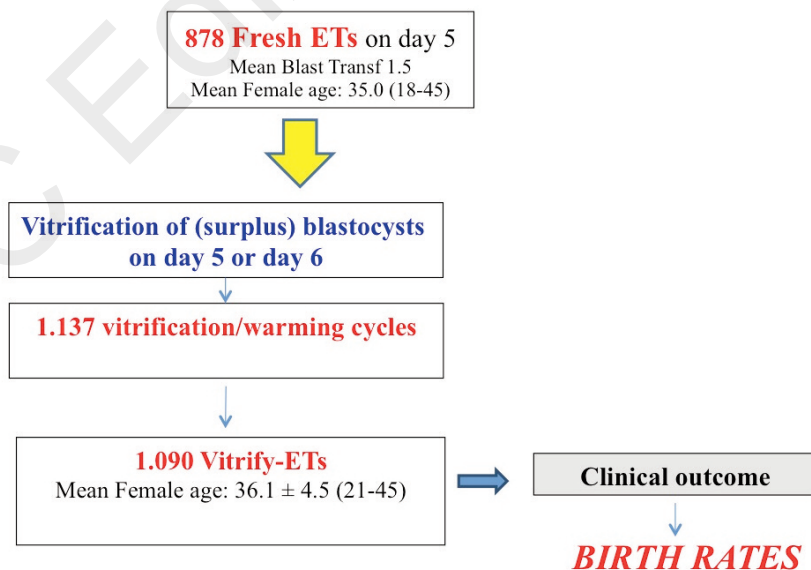 878 Fresh ETs on day 5
Mean Blast Transf 1.5
Mean Female age: 35.0 (18-45)
Vitrification of (surplus) blastocysts
on day 5 or day 6
1.137 vitrification/warming cycles
1.090 Vitrify-ETs
Mean Female age: 36.1 ± 4.5 (21-45)
Clinical outcome
BIRTH RATES